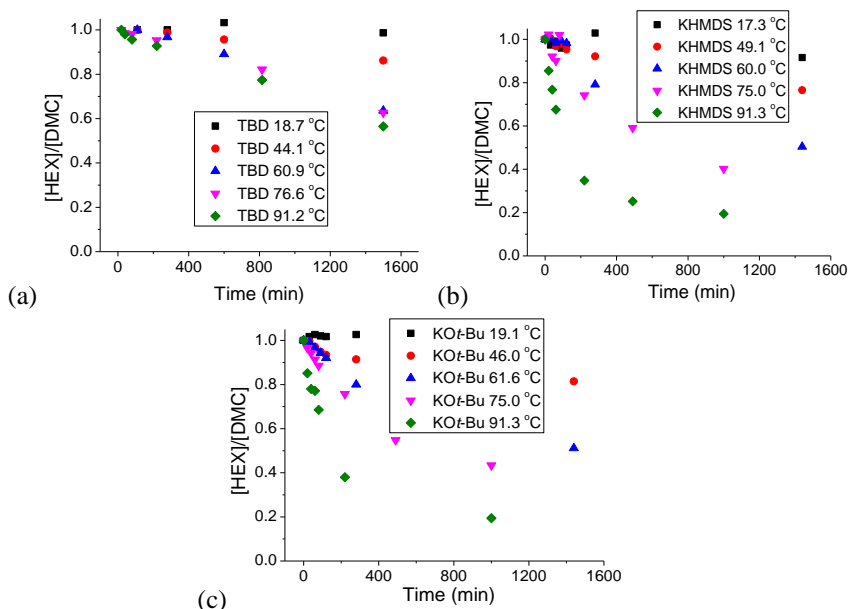 [HEX]/[DMC]
1.0
0.8
0.6
0.4
0.2
0.0
TBD 18.7 °C
TBD 44.1 °C
TBD 60.9 °C
TBD 76.6 °C
TBD 91.2 °C
0 400 800 1200 1600
Time (min)
(a)
[HEX]/[DMC]
1.0
0.8
0.6
0.4
0.2
0.0
KHMDS 17.3 °C
KHMDS 49.1 °C
KHMDS 60.0 °C
KHMDS 75.0 °C
KHMDS 91.3 °C
0 400 800 1200 1600
Time (min)
(b)
[HEX]/[DMC]
1.0
0.8
0.6
0.4
0.2
0.0
KOt-Bu 19.1 °C
KOt-Bu 46.0 °C
KOt-Bu 61.6 °C
KOt-Bu 75.0 °C
KOt-Bu 91.3 °C
0 400 800 1200 1600
Time (min)
(c)